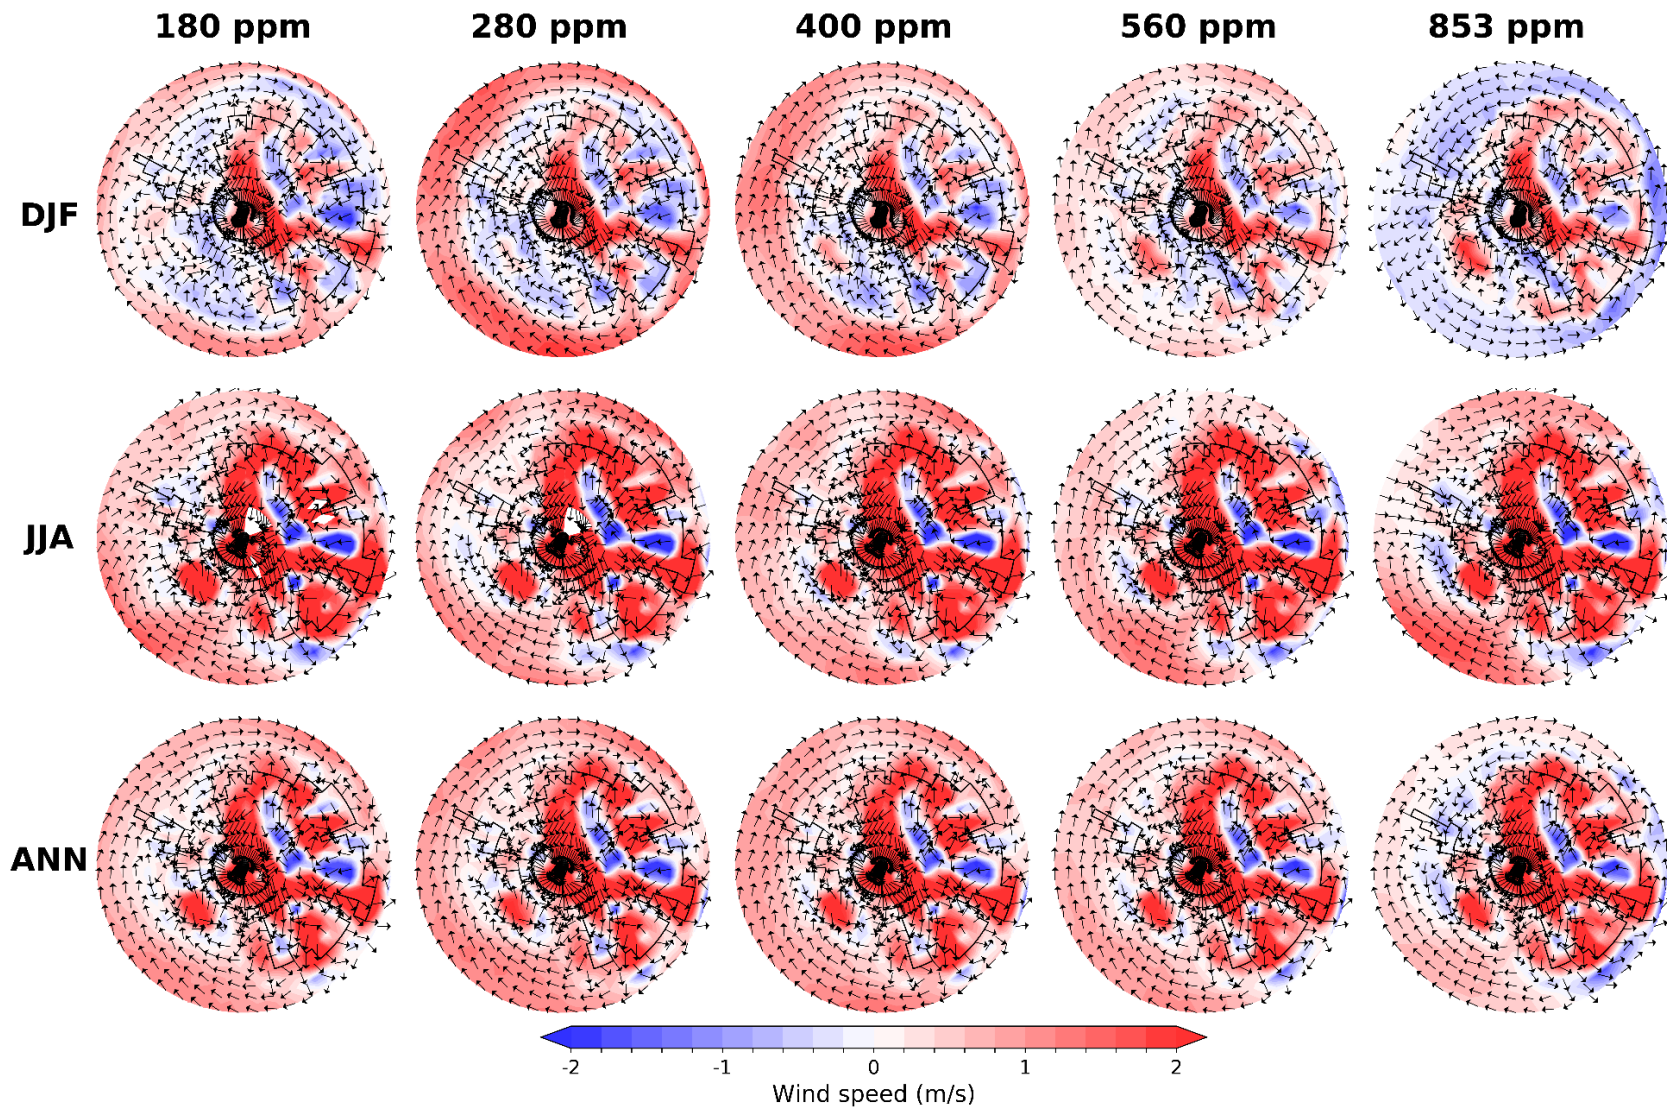 180 ppm 280 ppm 400 ppm 560 ppm 853 ppm
DJF
JJA
ANN
-2 -1 0 1 2
Wind speed (m/s)